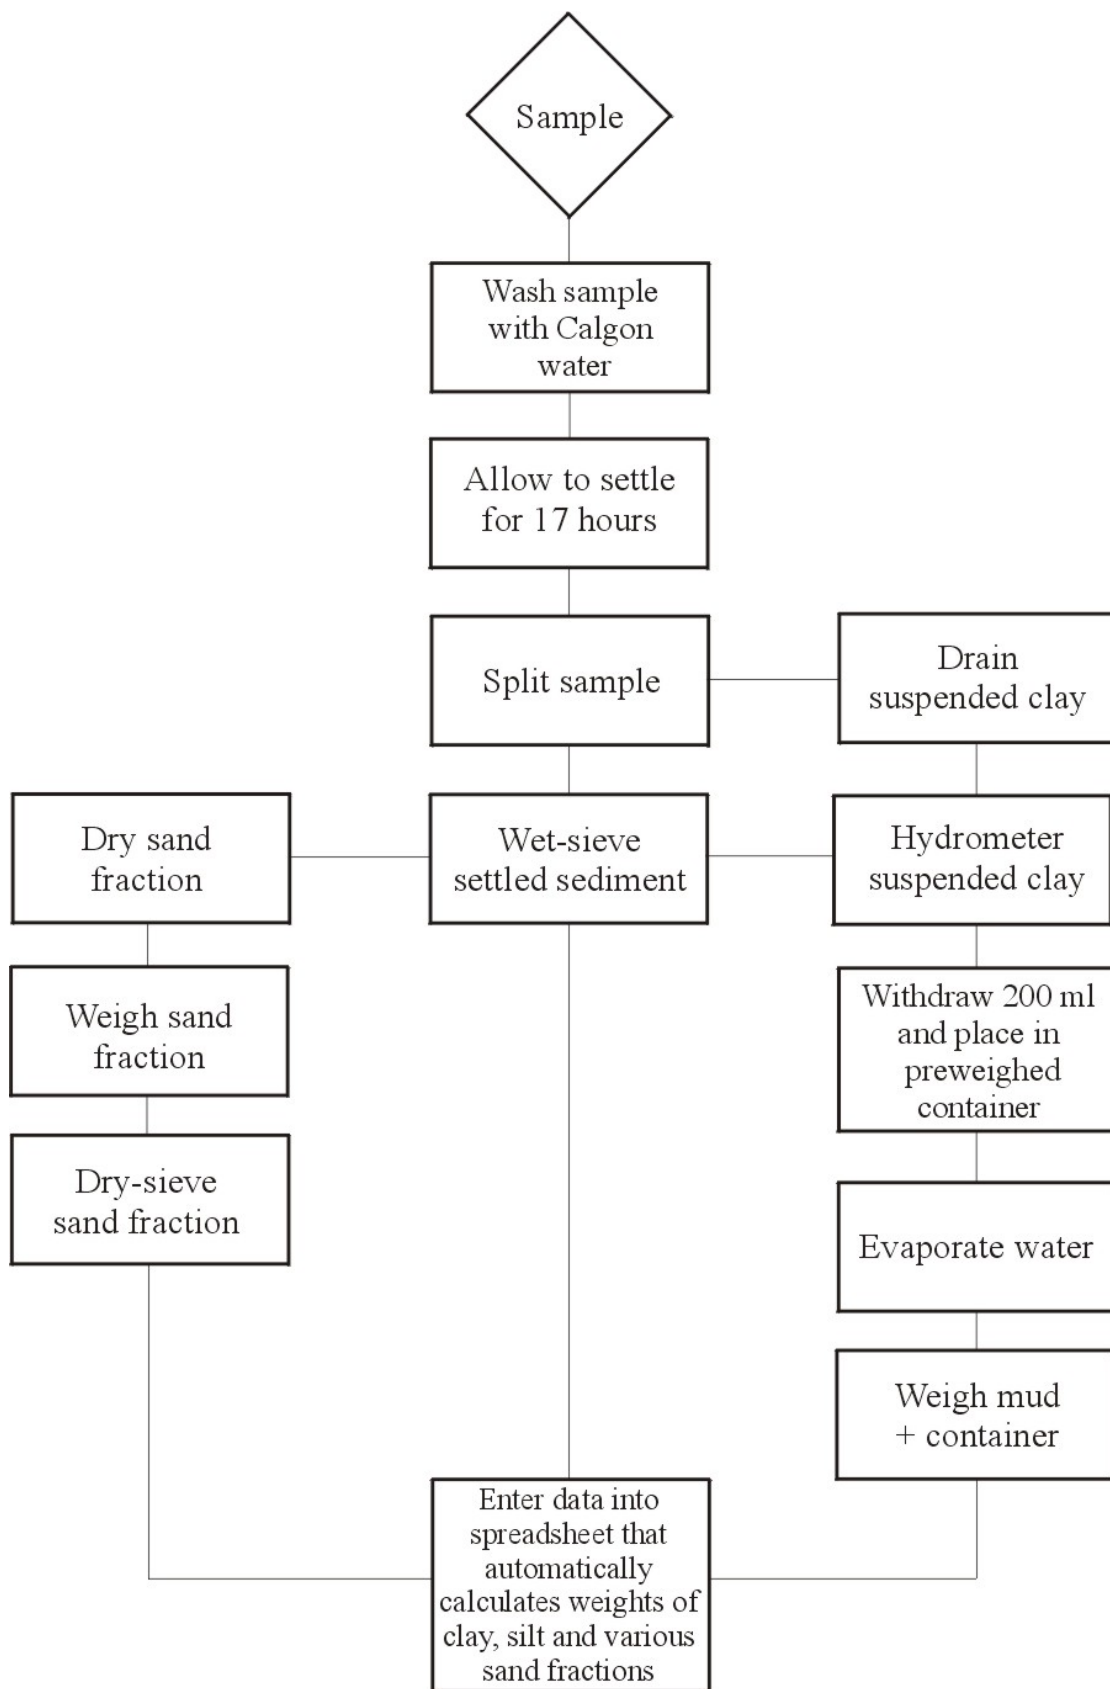 Sample
Wash sample
with Calgon
water
Allow to settle
for 17 hours
Split sample
Drain
suspended clay
Dry sand
fraction
Wet-sieve
settled sediment
Hydrometer
suspended clay
Weigh sand
fraction
Withdraw 200 ml
and place in
preweighed
container
Dry-sieve
sand fraction
Evaporate water
Weigh mud
+ container
Enter data into
spreadsheet that
automatically
calculates weights of
clay, silt and various
sand fractions